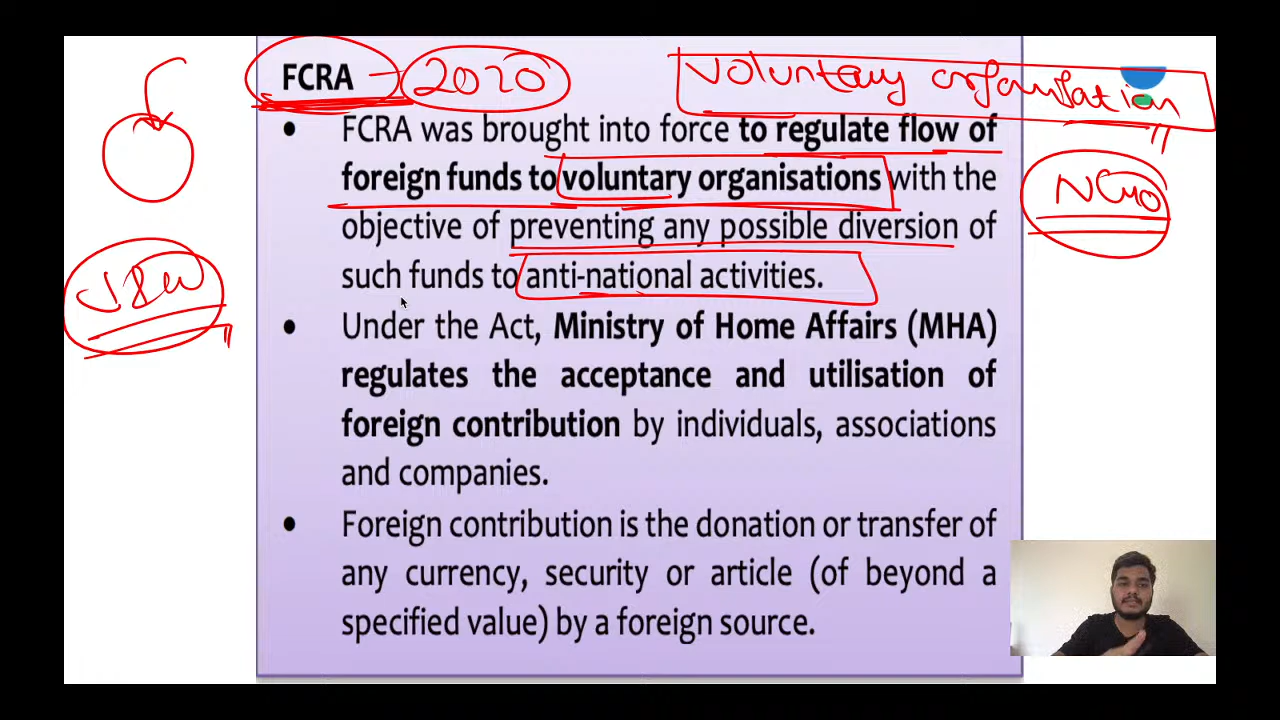 FCRA - 2020
voluntary organisation
FCRA was brought into force to regulate flow of
foreign funds to voluntary organisations with the
NGO
objective of preventing any possible diversion of
such funds to anti-national activities.
Under the Act, Ministry of Home Affairs (MHA)
regulates the acceptance and utilisation of
foreign contribution by individuals, associations
and companies.
Foreign contribution is the donation or transfer of
any currency, security or article (of beyond a
specified value) by a foreign source.